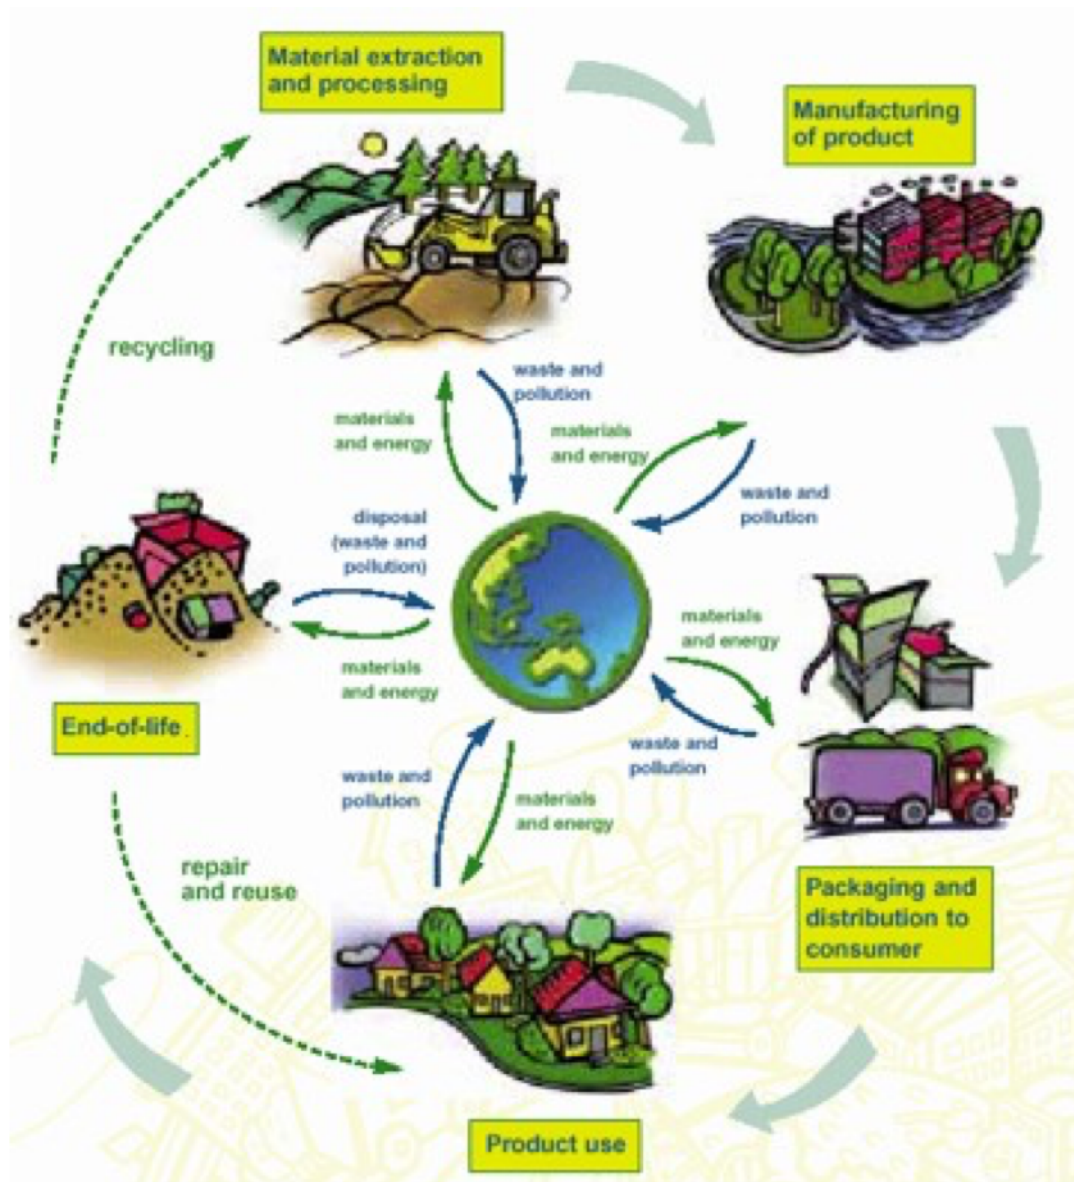 Material extraction
and processing
Manufacturing
of product
recycling
waste and
pollution
materials
and energy
materials
and energy
waste and
pollution
disposal
(waste and
pollution)
materials
and energy
materials
and energy
End-of-life.
waste and
pollution
waste and
pollution
materials
and energy
repair
and reuse
Packaging and
distribution to
consumer
Product use